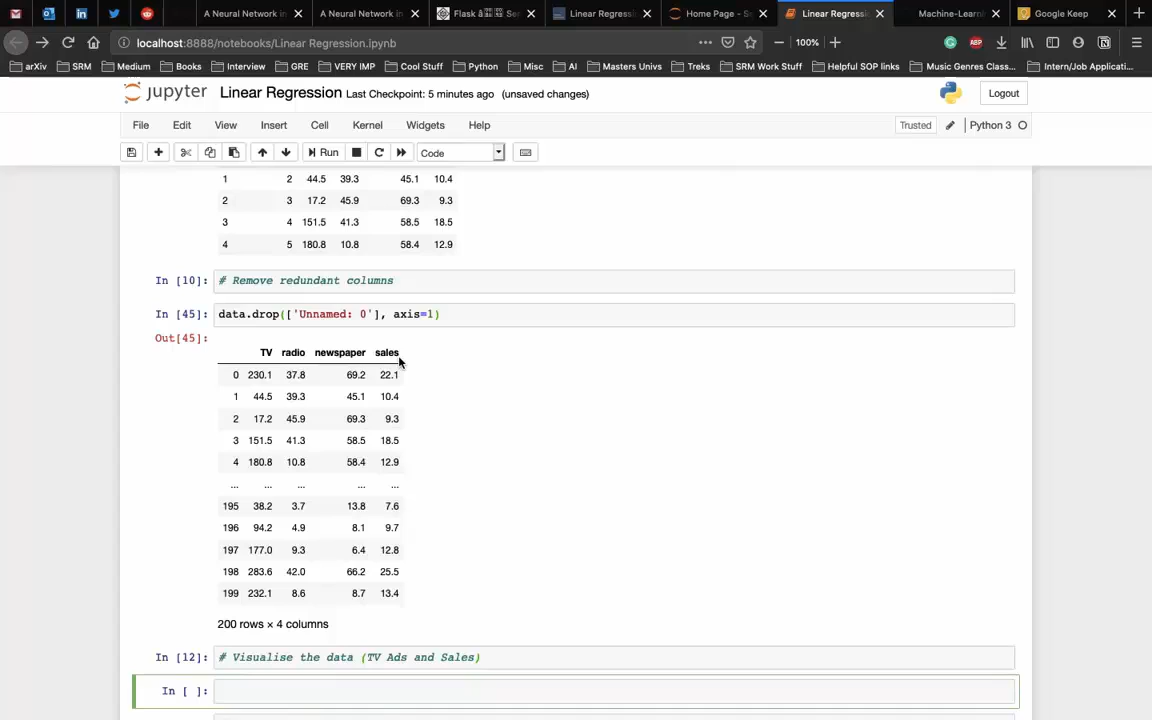 A Neural Network in
A Neural Network in
Flask â Se
Linear Regressi
Home Page - S
Linear Regressi
Machine-Learni
Google Keep
localhost:8888/notebooks/Linear Regression.ipynb
100%
arXiv SRM Medium Books Interview GRE VERY IMP Cool Stuff Python Misc AI Masters Univs Treks SRM Work Stuff Helpful SOP links Music Genres Class... Intern/Job Applicati...
jupyter Linear Regression Last Checkpoint: 5 minutes ago (unsaved changes) Logout
File Edit View Insert Cell Kernel Widgets Help Trusted Python 3
Run Code
1 2 44.5 39.3 45.1 10.4
2 3 17.2 45.9 69.3 9.3
3 4 151.5 41.3 58.5 18.5
4 5 180.8 10.8 58.4 12.9
In [10]: # Remove redundant columns
In [45]: data.drop(['Unnamed: 0'], axis=1)
Out[45]:
TV radio newspaper sales
0 230.1 37.8 69.2 22.1
1 44.5 39.3 45.1 10.4
2 17.2 45.9 69.3 9.3
3 151.5 41.3 58.5 18.5
4 180.8 10.8 58.4 12.9
... ... ... ... ...
195 38.2 3.7 13.8 7.6
196 94.2 4.9 8.1 9.7
197 177.0 9.3 6.4 12.8
198 283.6 42.0 66.2 25.5
199 232.1 8.6 8.7 13.4
200 rows × 4 columns
In [12]: # Visualise the data (TV Ads and Sales)
In [ ]: